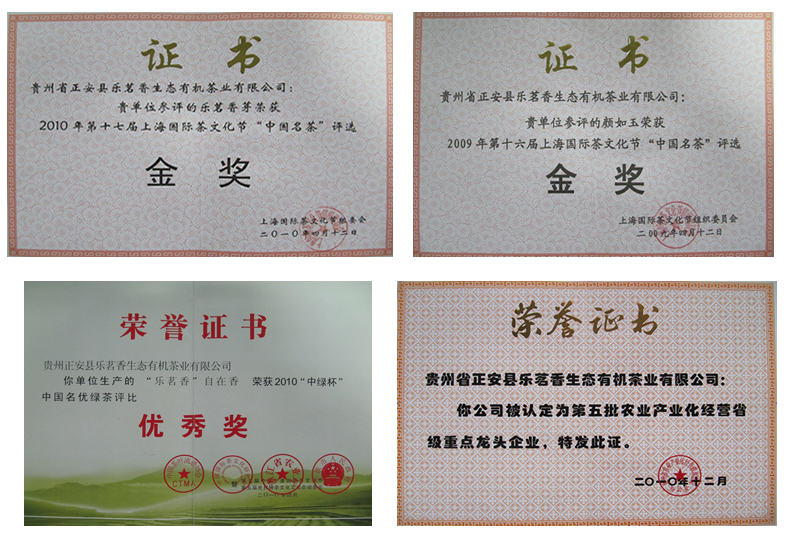 证书
贵州省正安县乐茗香生态有机茶业有限公司：
贵单位参评的乐茗香芽荣获
2010年第十七届上海国际茶文化节“中国名茶”评选
金奖
上海国际茶文化节组委会
二〇一〇年四月十二日
证书
贵州省正安县乐茗香生态有机茶业有限公司：
贵单位参评的颜如玉荣获
2009年第十六届上海国际茶文化节“中国名茶”评选
金奖
上海国际茶文化节组织委员会
二00九年四月十二日
荣誉证书
贵州正安县乐茗香生态有机茶业有限公司
你单位生产的 “乐茗香”自在香 荣获2010“中绿杯”
中国名优绿茶评比
优秀奖
CTMA
荣誉证书
贵州省正安县乐茗香生态有机茶业有限公司：
你公司被认定为第五批农业产业化经营省
级重点龙头企业，特发此证。
二〇一〇年十二月